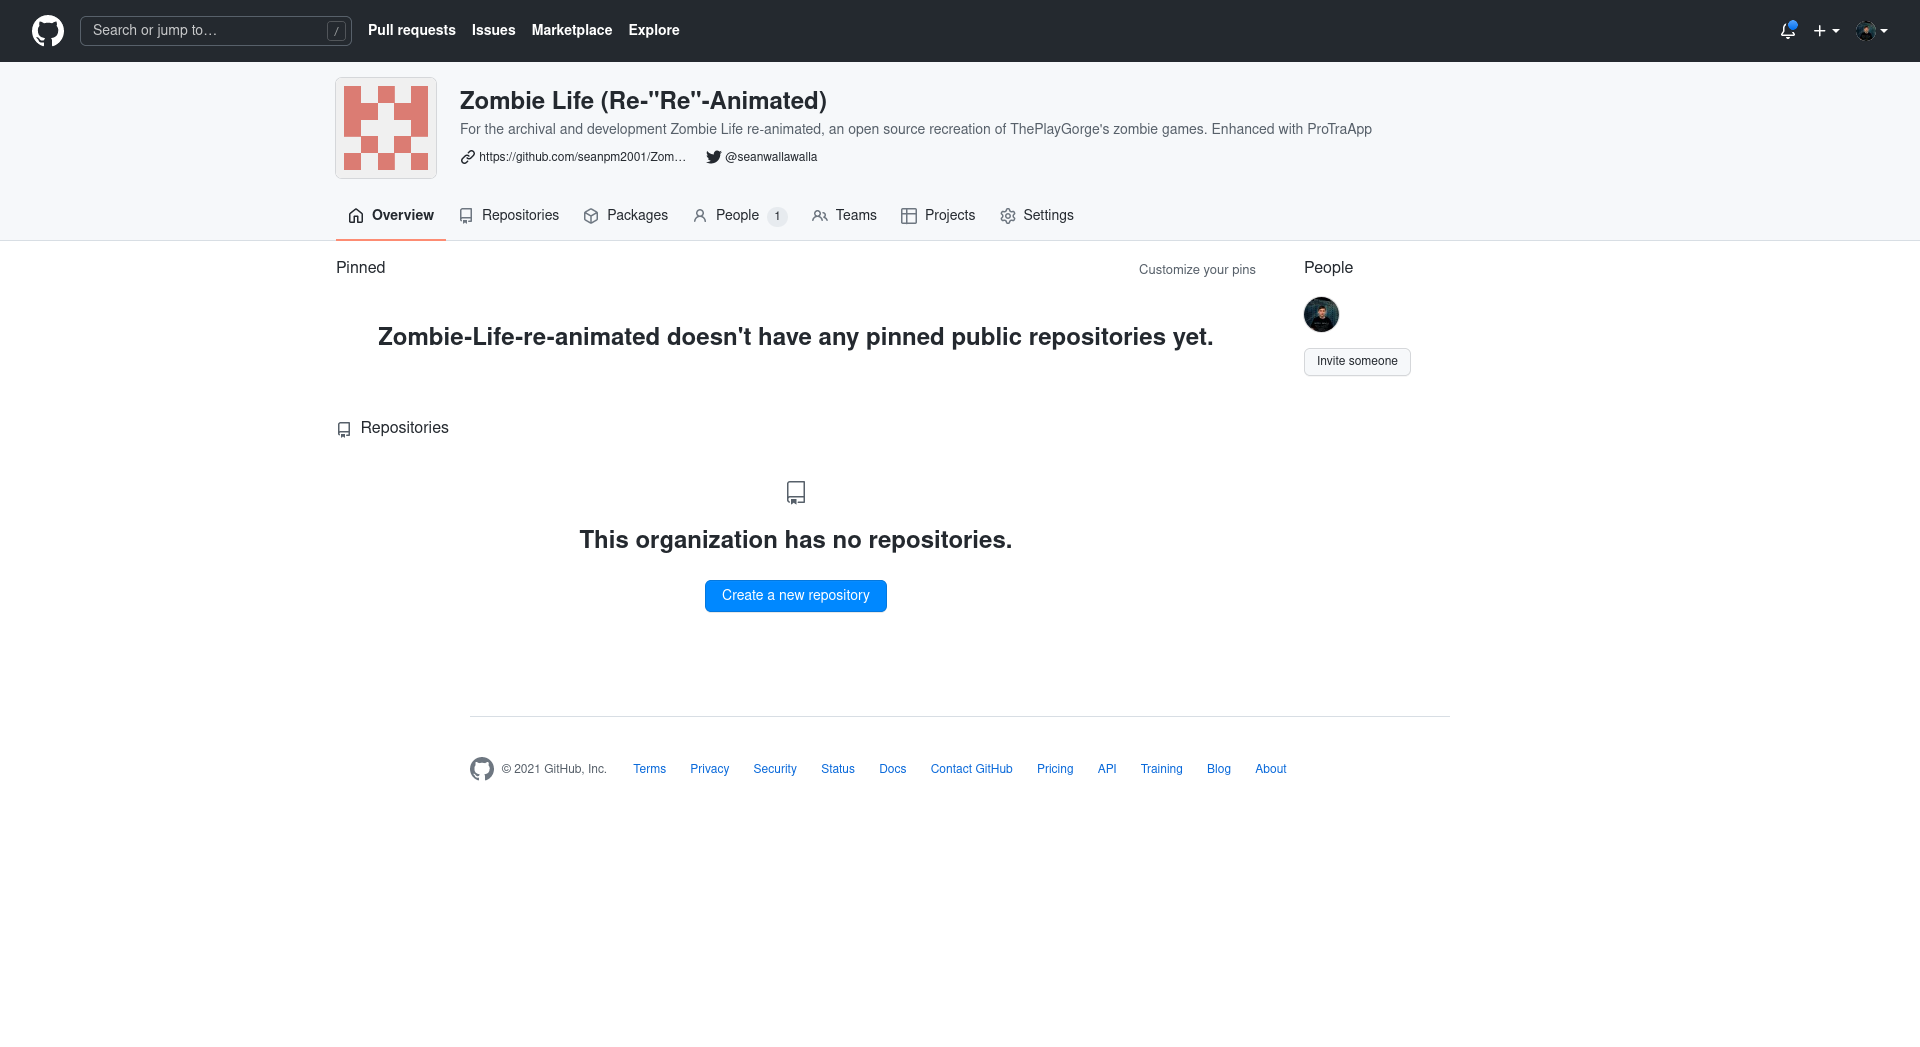 Search or jump to… /
Pull requests Issues Marketplace Explore
Zombie Life (Re-"Re"-Animated)
For the archival and development Zombie Life re-animated, an open source recreation of ThePlayGorge's zombie games. Enhanced with ProTraApp
https://github.com/seanpm2001/Zom… @seanwallawalla
Overview Repositories Packages People 1 Teams Projects Settings
Pinned
Customize your pins
Zombie-Life-re-animated doesn't have any pinned public repositories yet.
People
Invite someone
Repositories
This organization has no repositories.
Create a new repository
© 2021 GitHub, Inc. Terms Privacy Security Status Docs Contact GitHub Pricing API Training Blog About